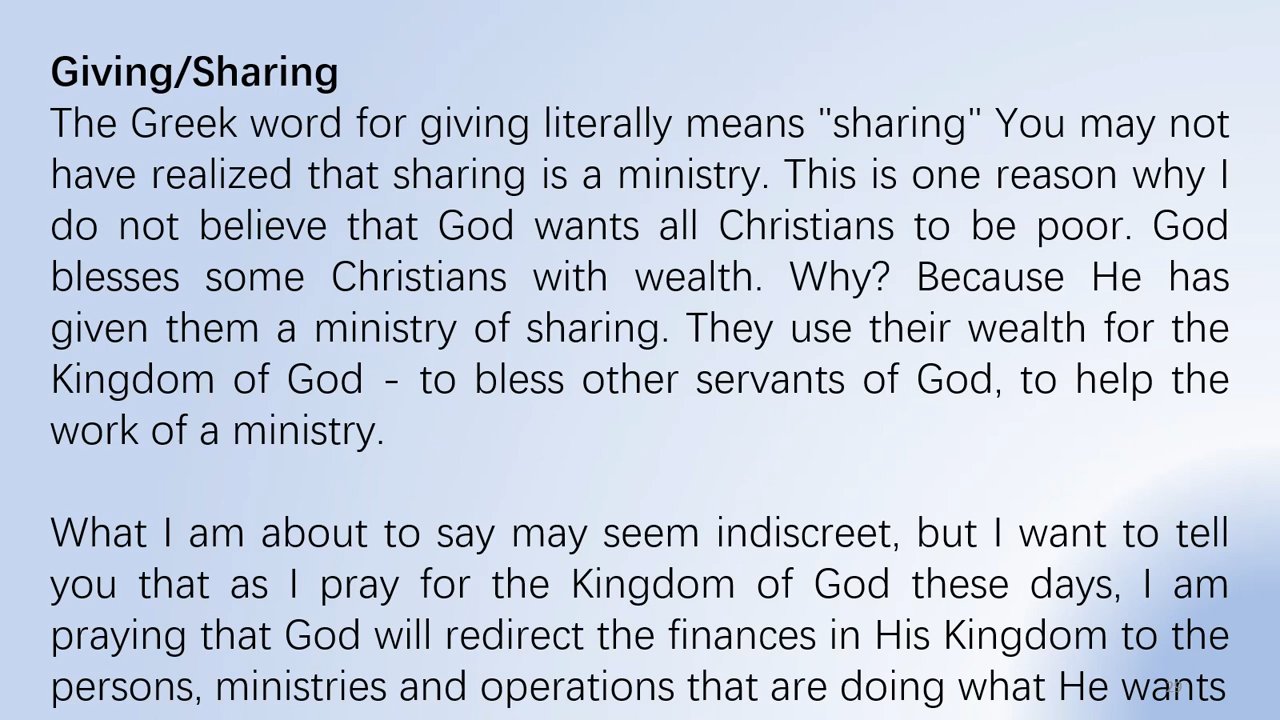 Giving/Sharing
The Greek word for giving literally means "sharing" You may not
have realized that sharing is a ministry. This is one reason why I
do not believe that God wants all Christians to be poor. God
blesses some Christians with wealth. Why? Because He has
given them a ministry of sharing. They use their wealth for the
Kingdom of God - to bless other servants of God, to help the
work of a ministry.
What I am about to say may seem indiscreet, but I want to tell
you that as I pray for the Kingdom of God these days, I am
praying that God will redirect the finances in His Kingdom to the
persons, ministries and operations that are doing what He wants